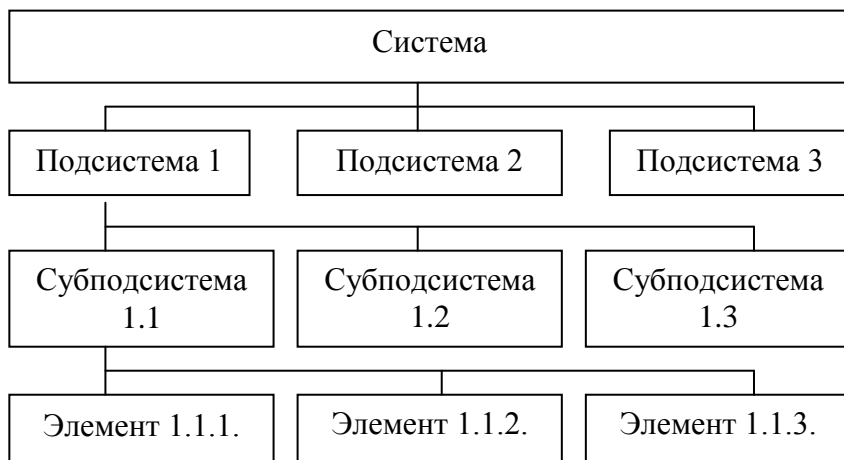 Система
Подсистема 1
Подсистема 2
Подсистема 3
Субподсистема
1.1
Субподсистема
1.2
Субподсистема
1.3
Элемент 1.1.1.
Элемент 1.1.2.
Элемент 1.1.3.